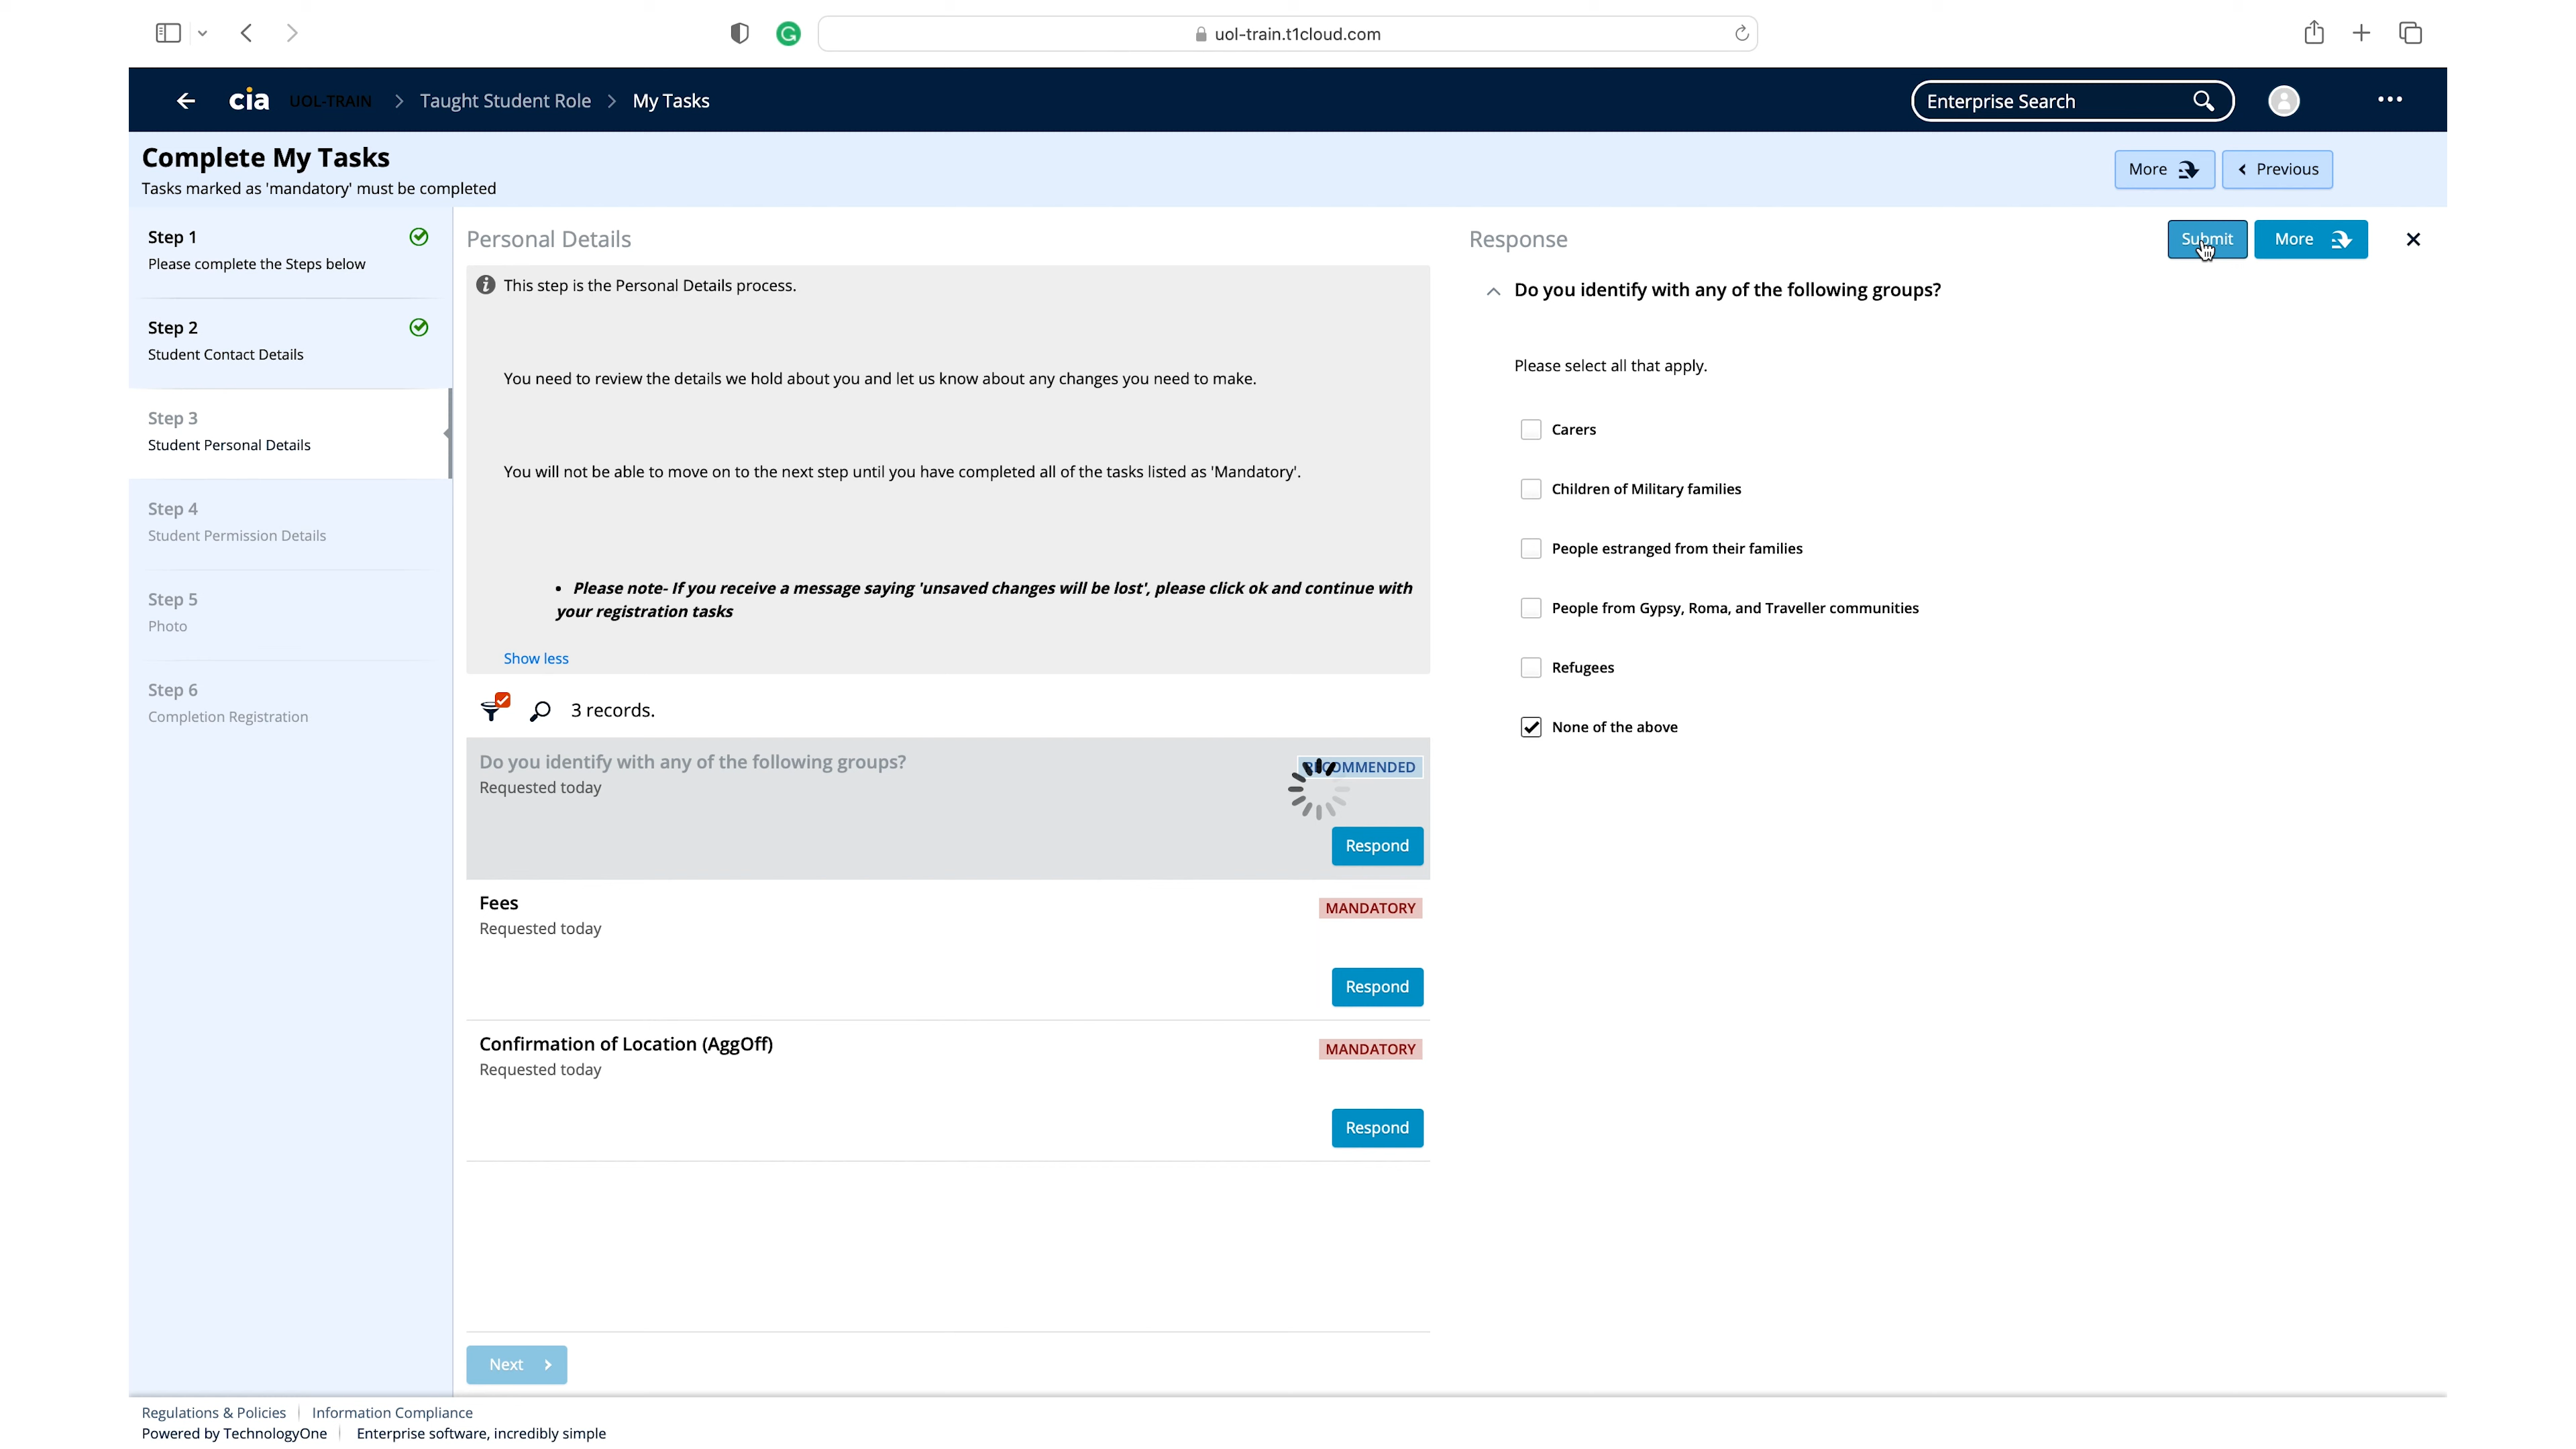 uol-train.t1cloud.com
cia UOL-TRAIN > Taught Student Role > My Tasks
Enterprise Search
Complete My Tasks
Tasks marked as 'mandatory' must be completed
More
Previous
Step 1
Please complete the Steps below
Step 2
Student Contact Details
Step 3
Student Personal Details
Step 4
Student Permission Details
Step 5
Photo
Step 6
Completion Registration
Personal Details
This step is the Personal Details process.
You need to review the details we hold about you and let us know about any changes you need to make.
You will not be able to move on to the next step until you have completed all of the tasks listed as 'Mandatory'.
• Please note- If you receive a message saying 'unsaved changes will be lost', please click ok and continue with
your registration tasks
Show less
3 records.
Do you identify with any of the following groups?
RECOMMENDED
Requested today
Respond
Fees
MANDATORY
Requested today
Respond
Confirmation of Location (AggOff)
MANDATORY
Requested today
Respond
Next
Response
Submit
More
Do you identify with any of the following groups?
Please select all that apply.
Carers
Children of Military families
People estranged from their families
People from Gypsy, Roma, and Traveller communities
Refugees
None of the above
Regulations & Policies | Information Compliance
Powered by TechnologyOne | Enterprise software, incredibly simple